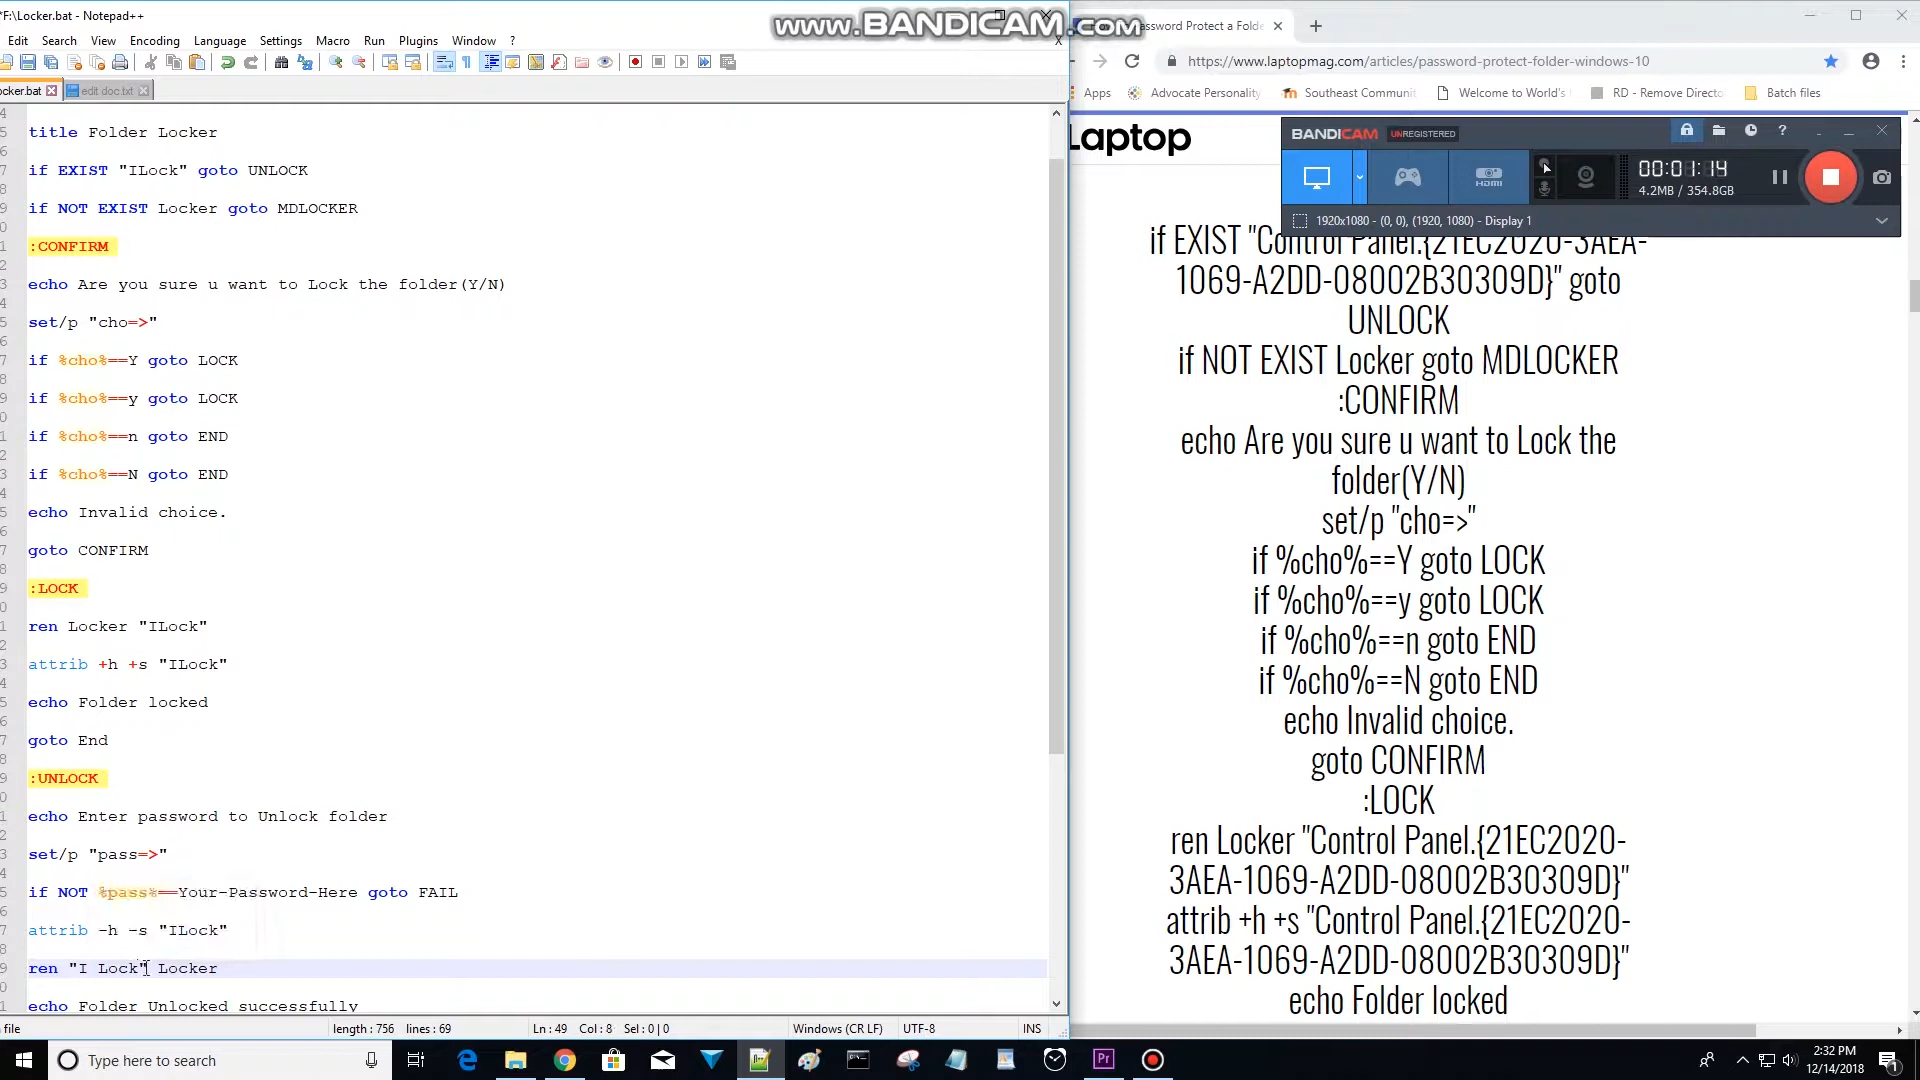 *F:\Locker.bat - Notepad++
www.BANDICAM.com
Password Protect a Folde
Edit Search View Encoding Language Settings Macro Run Plugins Window ?
https://www.laptopmag.com/articles/password-protect-folder-windows-10
ocker.bat edit doc.txt
Apps Advocate Personality Southeast Communit Welcome to World's RD - Remove Directo Batch files
title Folder Locker
if EXIST "ILock" goto UNLOCK
if NOT EXIST Locker goto MDLOCKER
:CONFIRM
echo Are you sure u want to Lock the folder(Y/N)
set/p "cho=>"
if %cho%==Y goto LOCK
if %cho%==y goto LOCK
if %cho%==n goto END
if %cho%==N goto END
echo Invalid choice.
goto CONFIRM
:LOCK
ren Locker "ILock"
attrib +h +s "ILock"
echo Folder locked
goto End
:UNLOCK
echo Enter password to Unlock folder
set/p "pass=>"
if NOT %pass%==Your-Password-Here goto FAIL
attrib -h -s "ILock"
ren "I Lock" Locker
echo Folder Unlocked successfully
file length : 756 lines : 69 Ln : 49 Col : 8 Sel : 0 | 0 Windows (CR LF) UTF-8 INS
Laptop
BANDICAM UNREGISTERED
HDMI
00:01:14
4.2MB / 354.8GB
1920x1080 - (0, 0), (1920, 1080) - Display 1
if EXIST "Control Panel.{21EC2020-3AEA-
1069-A2DD-08002B30309D}" goto
UNLOCK
if NOT EXIST Locker goto MDLOCKER
:CONFIRM
echo Are you sure u want to Lock the
folder(Y/N)
set/p "cho=>"
if %cho%==Y goto LOCK
if %cho%==y goto LOCK
if %cho%==n goto END
if %cho%==N goto END
echo Invalid choice.
goto CONFIRM
:LOCK
ren Locker "Control Panel.{21EC2020-
3AEA-1069-A2DD-08002B30309D}"
attrib +h +s "Control Panel.{21EC2020-
3AEA-1069-A2DD-08002B30309D}"
echo Folder locked
Type here to search
Pr
2:32 PM
12/14/2018
1